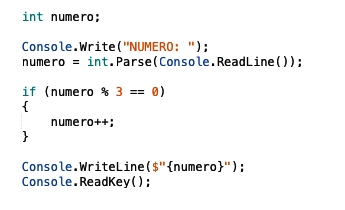 int numero;
Console.Write("NUMERO: ");
numero = int.Parse(Console.ReadLine());
if (numero % 3 == 0)
{
numero++;
}
Console.WriteLine($"{numero}");
Console.ReadKey();